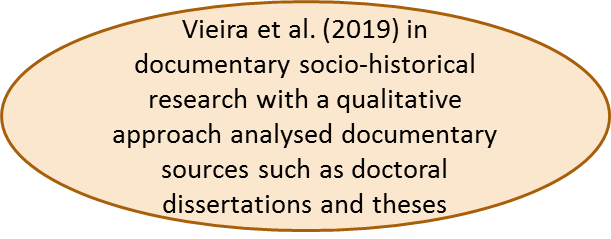 Vieira et al. (2019) in
documentary socio-historical
research with a qualitative
approach analysed documentary
sources such as doctoral
dissertations and theses